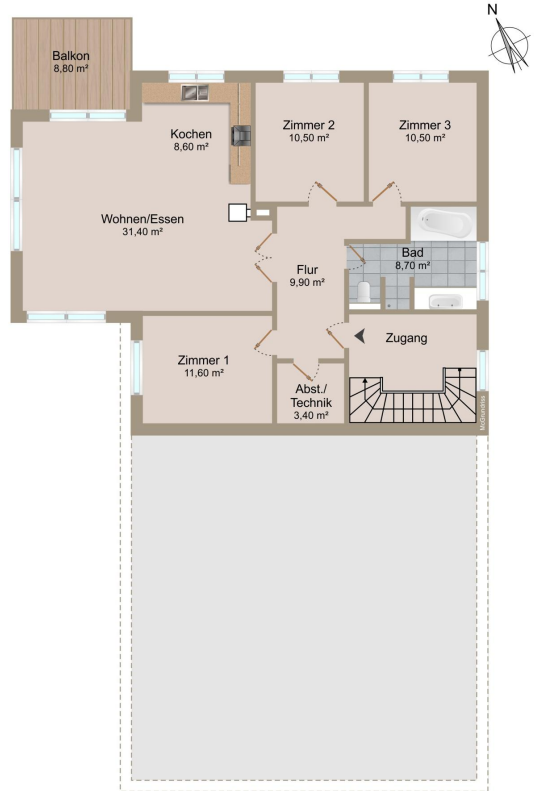 N
Balkon
8,80 m²
Kochen
8,60 m²
Zimmer 2
10,50 m²
Zimmer 3
10,50 m²
Wohnen/Essen
31,40 m²
Flur
9,90 m²
Bad
8,70 m²
Zugang
Zimmer 1
11,60 m²
Abst./
Technik
3,40 m²
McGrundriss